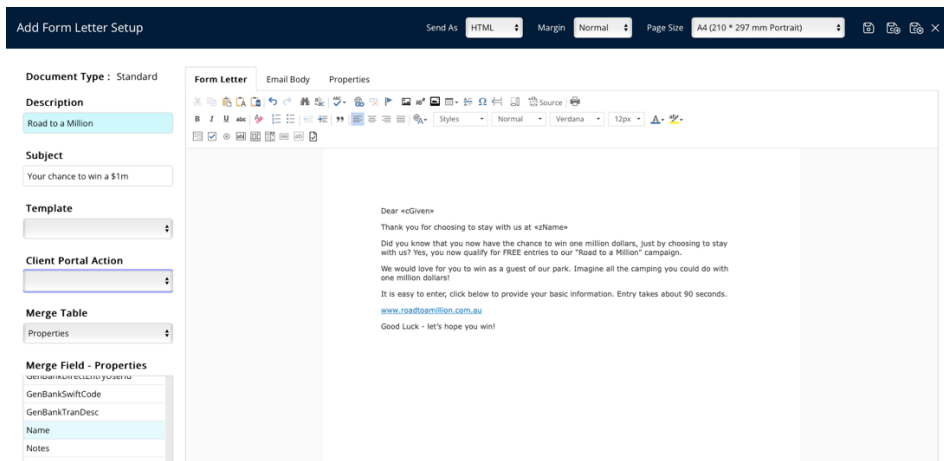 Add Form Letter Setup
Send As HTML Margin Normal Page Size A4 (210 * 297 mm Portrait)
Document Type : Standard
Description
Road to a Million
Subject
Your chance to win a $1m
Template
Client Portal Action
Merge Table
Properties
Merge Field - Properties
GenBankDirectEntryUserId
GenBankSwiftCode
GenBankTranDesc
Name
Notes
Form Letter Email Body Properties
Source
Styles Normal Verdana 12px
Dear «cGiven»
Thank you for choosing to stay with us at «zName»
Did you know that you now have the chance to win one million dollars, just by choosing to stay
with us? Yes, you now qualify for FREE entries to our "Road to a Million" campaign.
We would love for you to win as a guest of our park. Imagine all the camping you could do with
one million dollars!
It is easy to enter, click below to provide your basic information. Entry takes about 90 seconds.
www.roadtoamillion.com.au
Good Luck - let's hope you win!